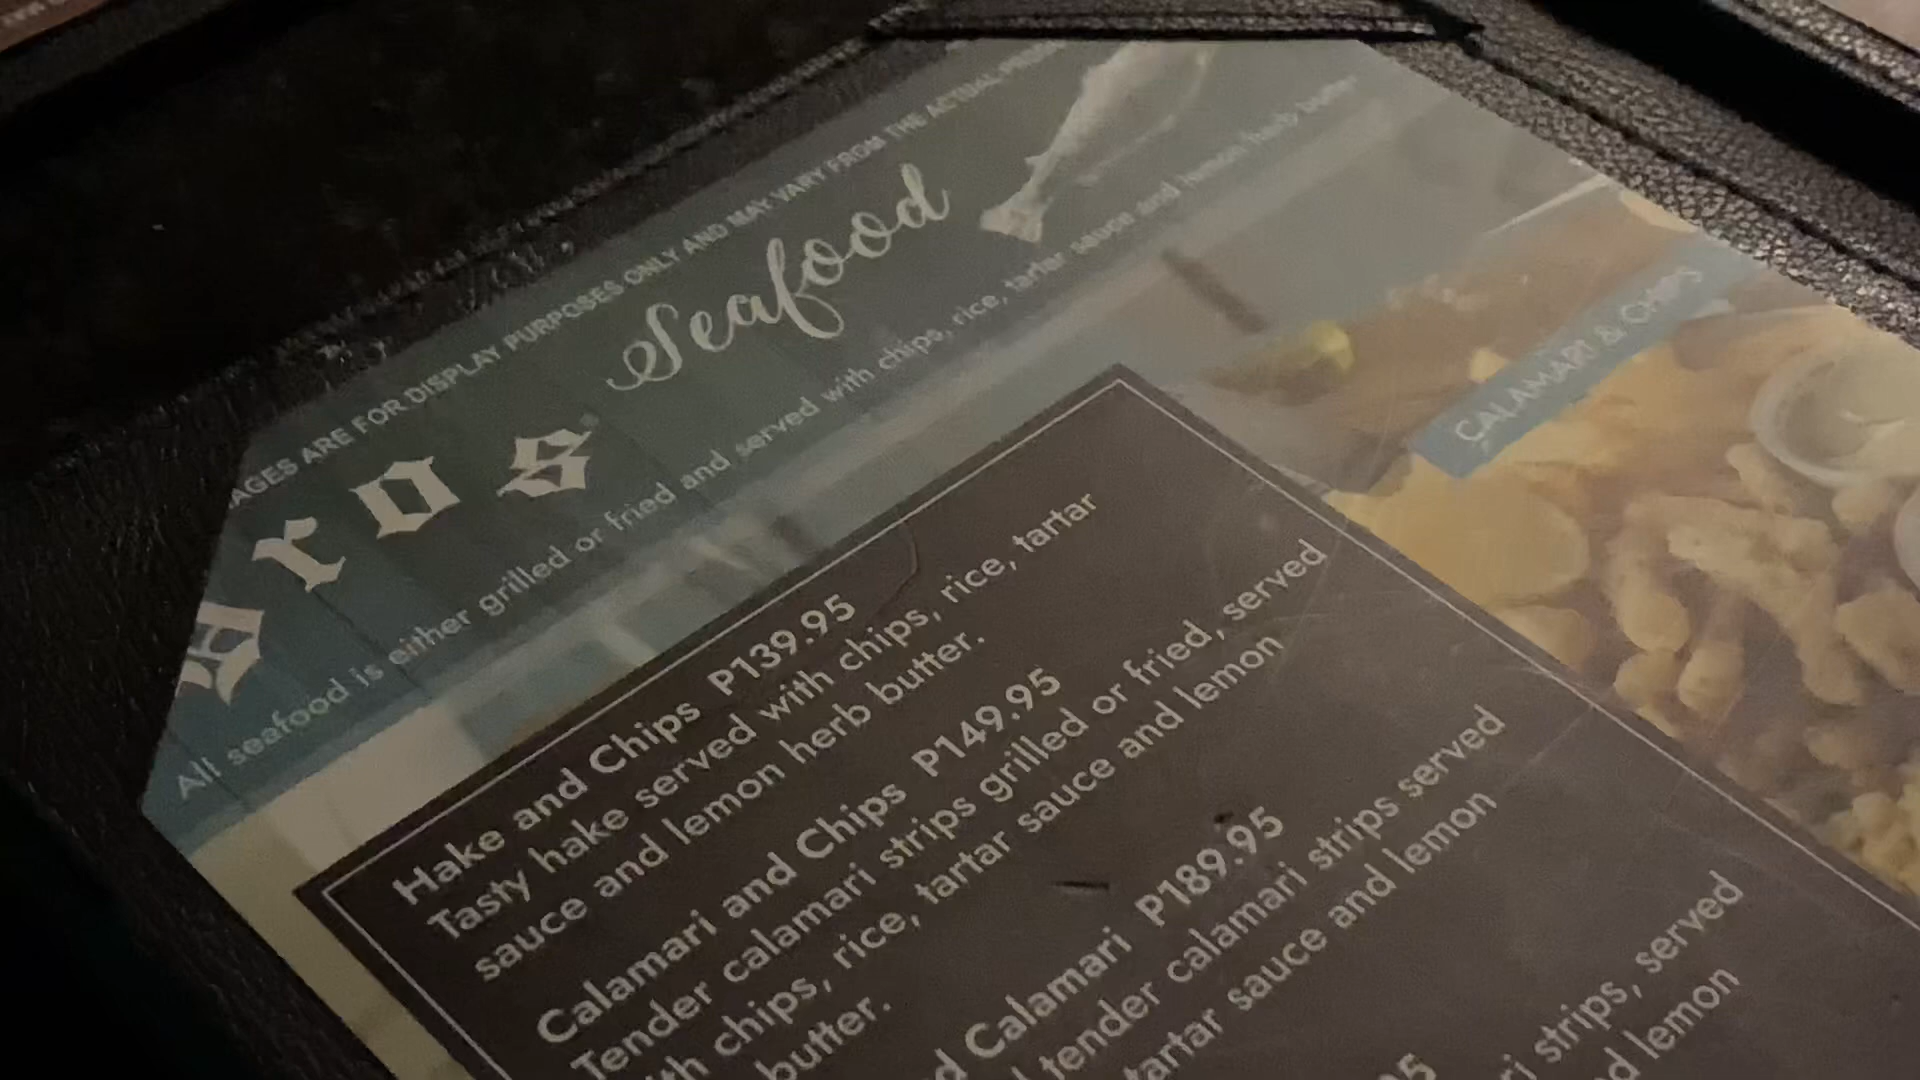 AGES ARE FOR DISPLAY PURPOSES ONLY AND MAY VARY FROM THE ACTUAL
ros Seafood
All seafood is either grilled or fried and served with chips, rice, tartar sauce and lemon herb butter
CALAMARI & CHIPS
Hake and Chips P139.95
Tasty hake served with chips, rice, tartar
sauce and lemon herb butter.
Calamari and Chips P149.95
Tender calamari strips grilled or fried, served
chips, rice, tartar sauce and lemon
butter.
Calamari P189.95
tender calamari strips served
tartar sauce and lemon
strips, served
lemon